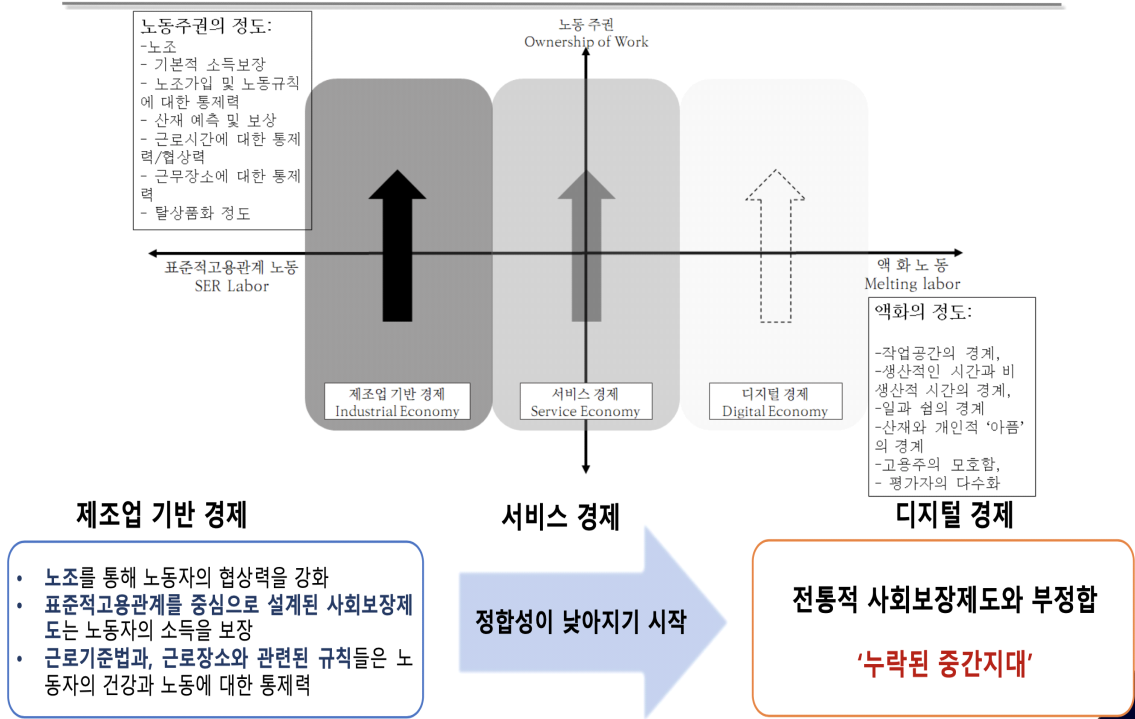 노동주권의 정도:
-노조
- 기본적 소득보장
- 노조가입 및 노동규칙
에 대한 통제력
- 산재 예측 및 보상
- 근로시간에 대한 통제
력/협상력
- 근무장소에 대한 통제
력
- 탈상품화 정도
노동 주권
Ownership of Work
표준적고용관계 노동
SER Labor
액 화 노 동
Melting labor
액화의 정도:
-작업공간의 경계,
-생산적인 시간과 비
생산적 시간의 경계,
-일과 쉼의 경계
-산재와 개인적 ‘아픔’
의 경계
-고용주의 모호함,
- 평가자의 다수화
제조업 기반 경제
Industrial Economy
서비스 경제
Service Economy
디지털 경제
Digital Economy
제조업 기반 경제
• 노조를 통해 노동자의 협상력을 강화
• 표준적고용관계를 중심으로 설계된 사회보장제
도는 노동자의 소득을 보장
• 근로기준법과, 근로장소와 관련된 규칙들은 노
동자의 건강과 노동에 대한 통제력
서비스 경제
정합성이 낮아지기 시작
디지털 경제
전통적 사회보장제도와 부정합
‘누락된 중간지대’